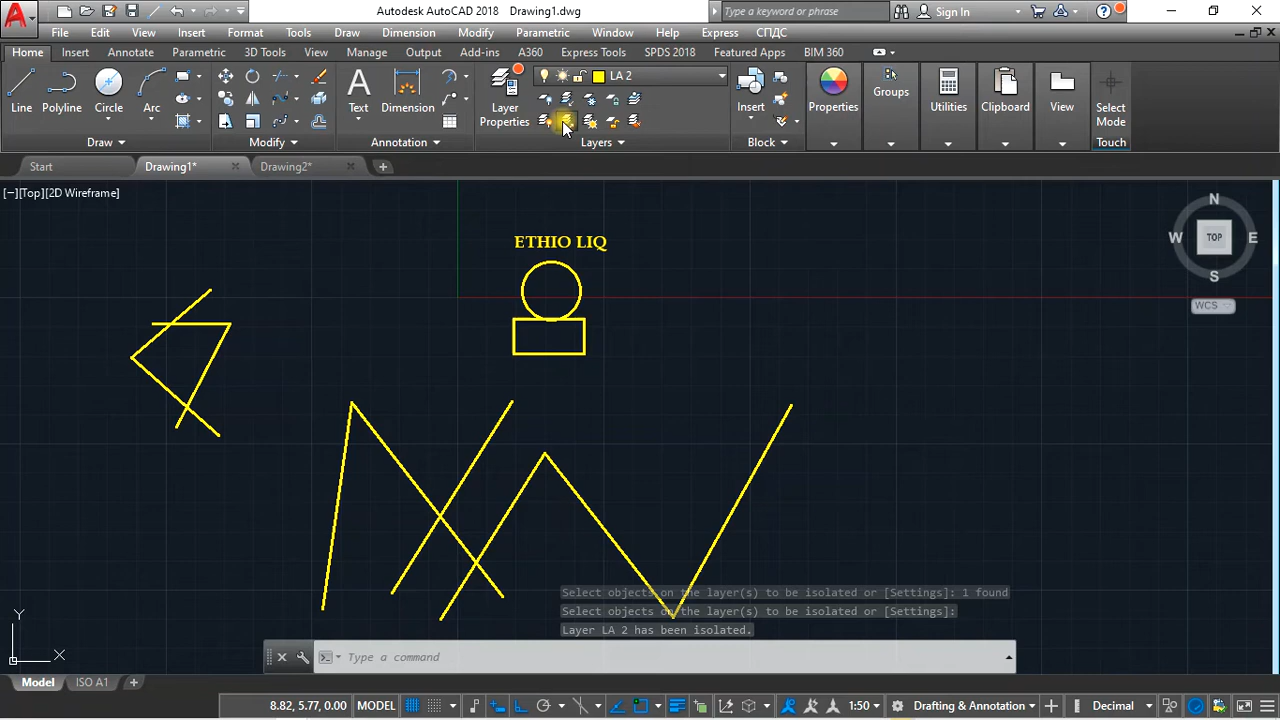 Autodesk AutoCAD 2018 Drawing1.dwg
Type a keyword or phrase
Sign In
File Edit View Insert Format Tools Draw Dimension Modify Parametric Window Help Express СПДС
Home Insert Annotate Parametric 3D Tools View Manage Output Add-ins A360 Express Tools SPDS 2018 Featured Apps BIM 360
LA 2
Line Polyline Circle Arc Text Dimension Layer Properties Insert Properties Groups Utilities Clipboard View Select Mode
Draw Modify Annotation Layers Block Touch
Start Drawing1* Drawing2*
[−][Top][2D Wireframe]
N
W TOP E
S
WCS
ETHIO LIQ
Select objects on the layer(s) to be isolated or [Settings]: 1 found
Select objects on the layer(s) to be isolated or [Settings]:
Layer LA 2 has been isolated.
Y
X
Type a command
Model ISO A1
8.82, 5.77, 0.00 MODEL 1:50 Drafting & Annotation Decimal